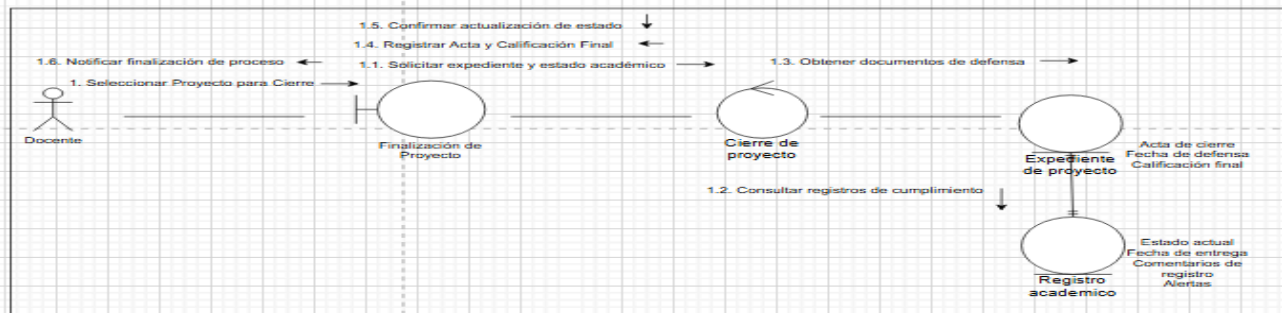 1.5. Confirmar actualización de estado
1.4. Registrar Acta y Calificación Final
1.6. Notificar finalización de proceso
1.1. Solicitar expediente y estado académico
1.3. Obtener documentos de defensa
1. Seleccionar Proyecto para Cierre
Docente
Finalización de
Proyecto
Cierre de
proyecto
Expediente
de proyecto
Acta de cierre
Fecha de defensa
Calificación final
1.2. Consultar registros de cumplimiento
Estado actual
Fecha de entrega
Comentarios de
registro
Alertas
Registro
academico